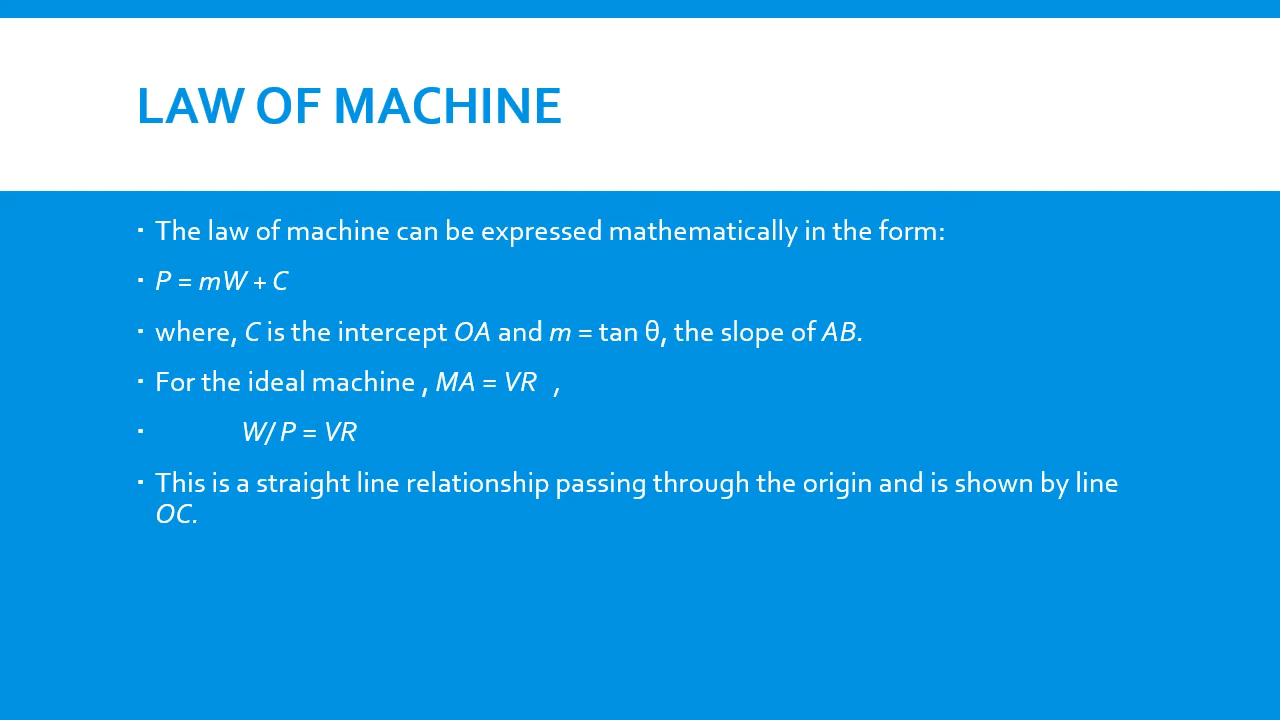 LAW OF MACHINE
▪ The law of machine can be expressed mathematically in the form:
▪ P = mW + C
▪ where, C is the intercept OA and m = tan θ, the slope of AB.
▪ For the ideal machine , MA = VR ,
▪ W/ P = VR
▪ This is a straight line relationship passing through the origin and is shown by line
OC.